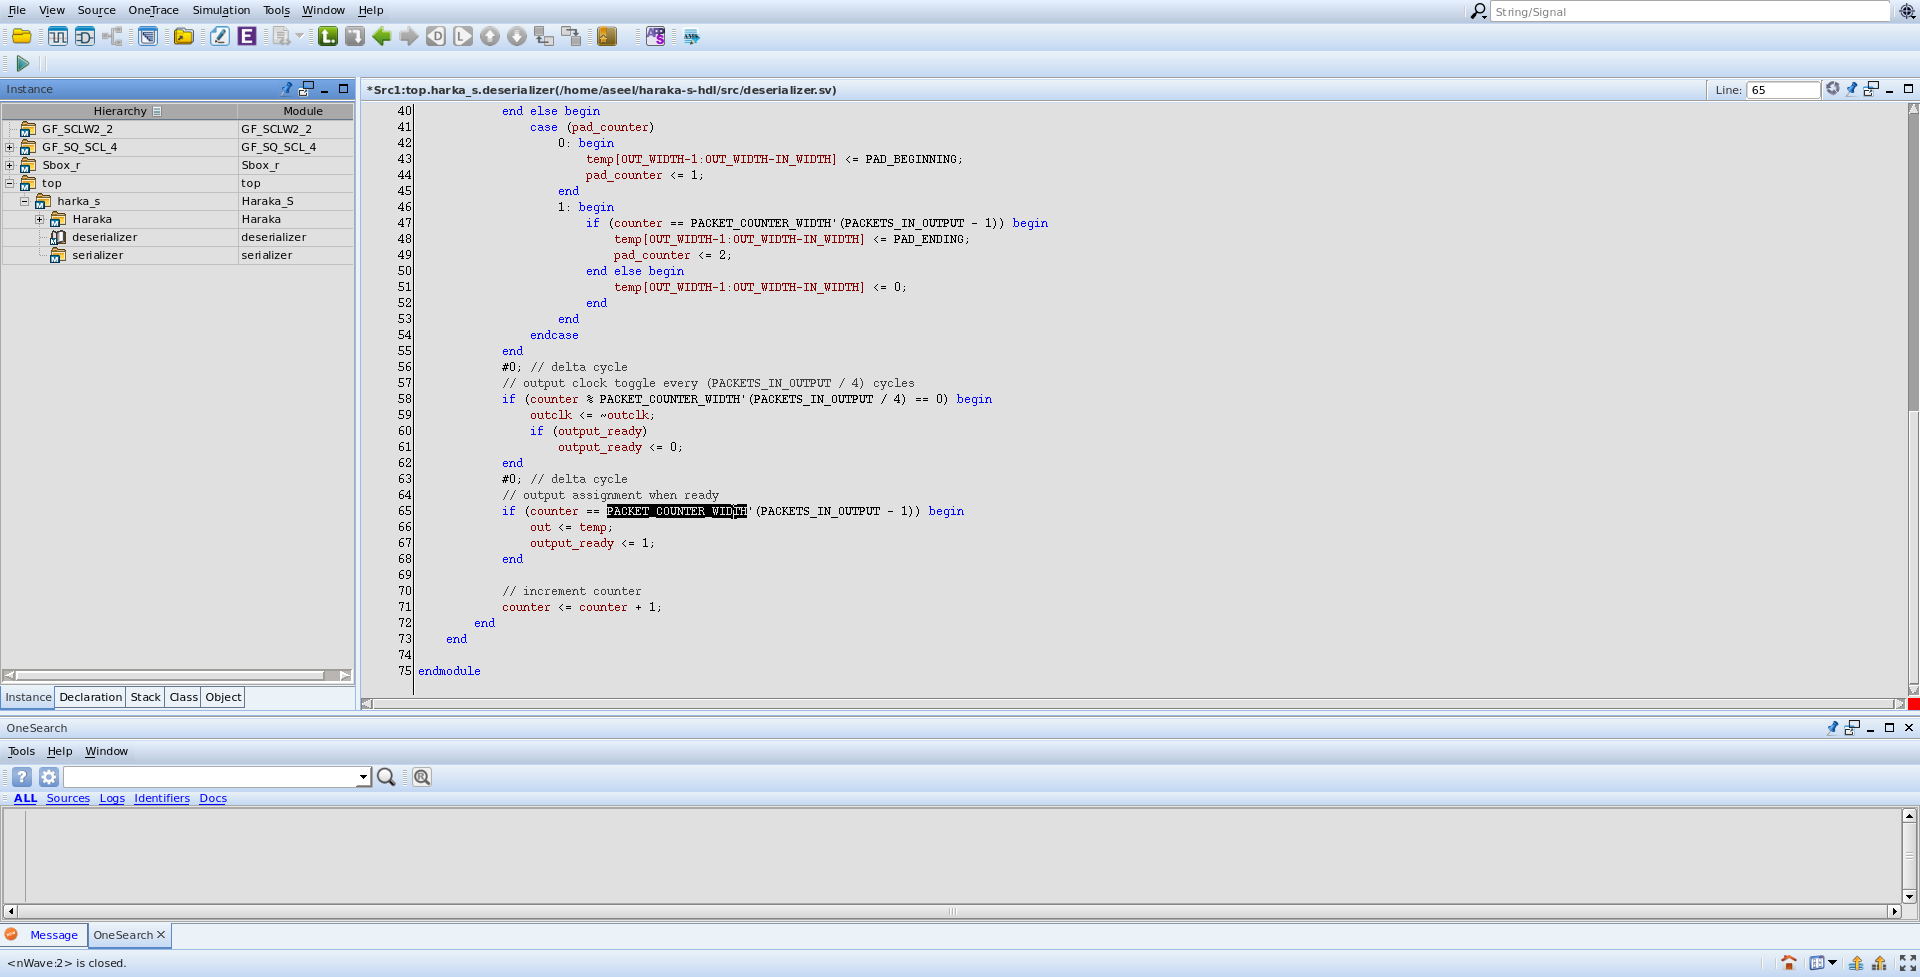 File View Source OneTrace Simulation Tools Window Help
String/Signal
Instance
*Src1:top.harka_s.deserializer(/home/aseel/haraka-s-hdl/src/deserializer.sv)
Line: 65
Hierarchy Module
GF_SCLW2_2 GF_SCLW2_2
GF_SQ_SCL_4 GF_SQ_SCL_4
Sbox_r Sbox_r
top top
harka_s Haraka_S
Haraka Haraka
deserializer deserializer
serializer serializer
Instance Declaration Stack Class Object
40 end else begin
41 case (pad_counter)
42 0: begin
43 temp[OUT_WIDTH-1:OUT_WIDTH-IN_WIDTH] <= PAD_BEGINNING;
44 pad_counter <= 1;
45 end
46 1: begin
47 if (counter == PACKET_COUNTER_WIDTH'(PACKETS_IN_OUTPUT - 1)) begin
48 temp[OUT_WIDTH-1:OUT_WIDTH-IN_WIDTH] <= PAD_ENDING;
49 pad_counter <= 2;
50 end else begin
51 temp[OUT_WIDTH-1:OUT_WIDTH-IN_WIDTH] <= 0;
52 end
53 end
54 endcase
55 end
56 #0; // delta cycle
57 // output clock toggle every (PACKETS_IN_OUTPUT / 4) cycles
58 if (counter % PACKET_COUNTER_WIDTH'(PACKETS_IN_OUTPUT / 4) == 0) begin
59 outclk <= ~outclk;
60 if (output_ready)
61 output_ready <= 0;
62 end
63 #0; // delta cycle
64 // output assignment when ready
65 if (counter == PACKET_COUNTER_WIDTH'(PACKETS_IN_OUTPUT - 1)) begin
66 out <= temp;
67 output_ready <= 1;
68 end
69
70 // increment counter
71 counter <= counter + 1;
72 end
73 end
74
75 endmodule
OneSearch
Tools Help Window
ALL Sources Logs Identifiers Docs
Message OneSearch
<nWave:2> is closed.